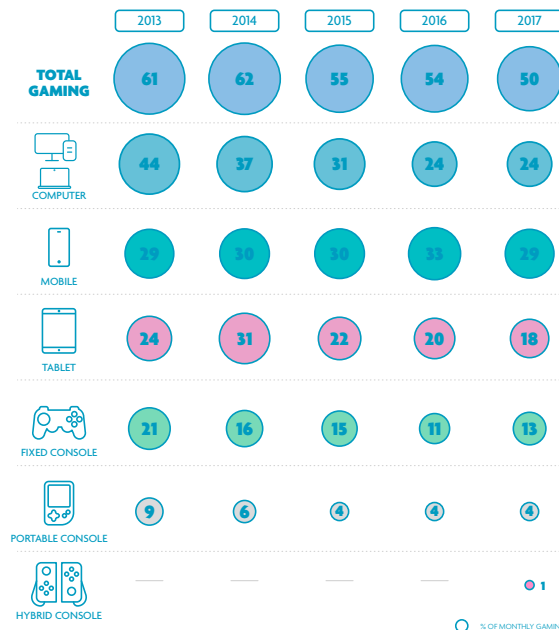 2013 2014 2015 2016 2017
TOTAL
GAMING
61 62 55 54 50
44 37 31 24 24
COMPUTER
29 30 30 33 29
MOBILE
24 31 22 20 18
TABLET
21 16 15 11 13
FIXED CONSOLE
9 6 4 4 4
PORTABLE CONSOLE
1
HYBRID CONSOLE
% OF MONTHLY GAMIN